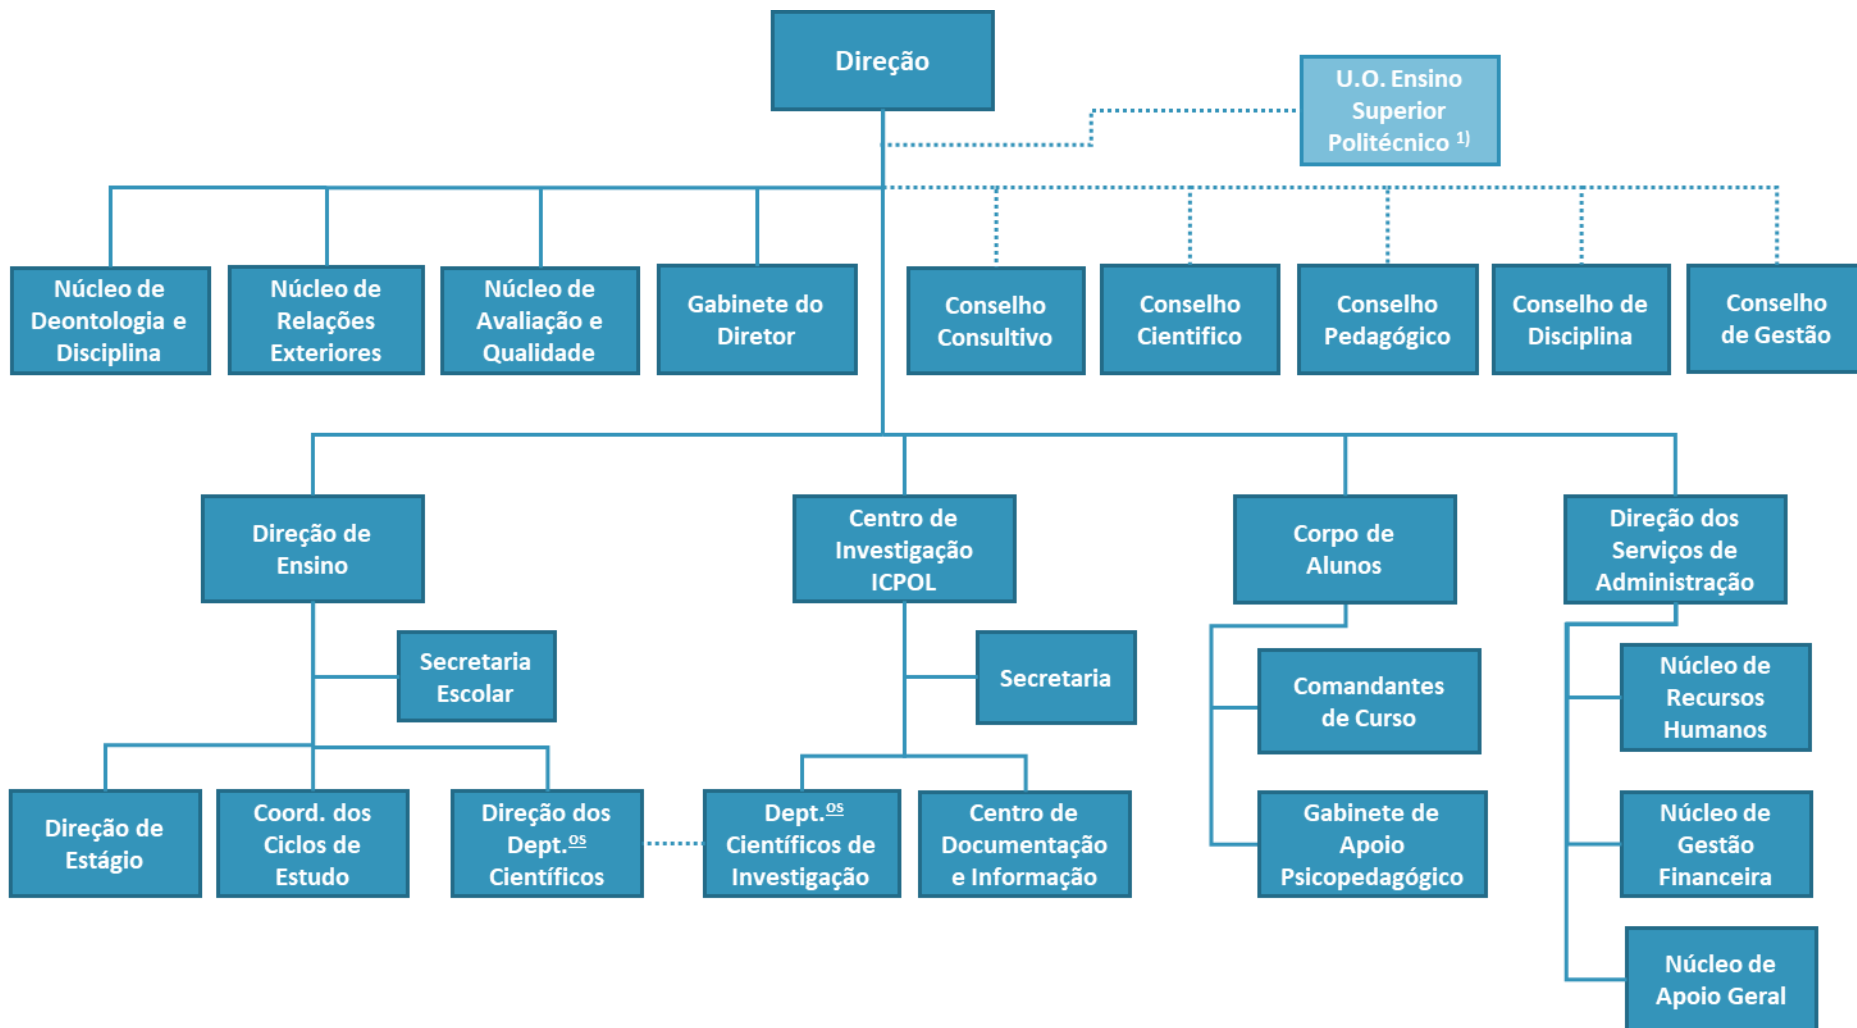 Direção
U.O. Ensino
Superior
Politécnico 1)
Núcleo de
Deontologia e
Disciplina
Núcleo de
Relações
Exteriores
Núcleo de
Avaliação e
Qualidade
Gabinete do
Diretor
Conselho
Consultivo
Conselho
Cientifico
Conselho
Pedagógico
Conselho de
Disciplina
Conselho
de Gestão
Direção de
Ensino
Centro de
Investigação
ICPOL
Corpo de
Alunos
Direção dos
Serviços de
Administração
Secretaria
Escolar
Secretaria
Comandantes
de Curso
Núcleo de
Recursos
Humanos
Direção de
Estágio
Coord. dos
Ciclos de
Estudo
Direção dos
Dept.os
Científicos
Dept.os
Científicos de
Investigação
Centro de
Documentação
e Informação
Gabinete de
Apoio
Psicopedagógico
Núcleo de
Gestão
Financeira
Núcleo de
Apoio Geral